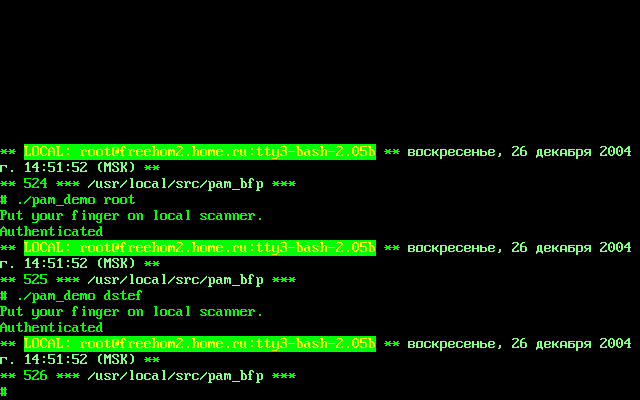 ** LOCAL: root@freehom2.home.ru:tty3-bash-2.05b ** воскресенье, 26 декабря 2004
г. 14:51:52 (MSK) **
** 524 *** /usr/local/src/pam_bfp ***
# ./pam_demo root
Put your finger on local scanner.
Authenticated
** LOCAL: root@freehom2.home.ru:tty3-bash-2.05b ** воскресенье, 26 декабря 2004
г. 14:51:52 (MSK) **
** 525 *** /usr/local/src/pam_bfp ***
# ./pam_demo dstef
Put your finger on local scanner.
Authenticated
** LOCAL: root@freehom2.home.ru:tty3-bash-2.05b ** воскресенье, 26 декабря 2004
г. 14:51:52 (MSK) **
** 526 *** /usr/local/src/pam_bfp ***
#